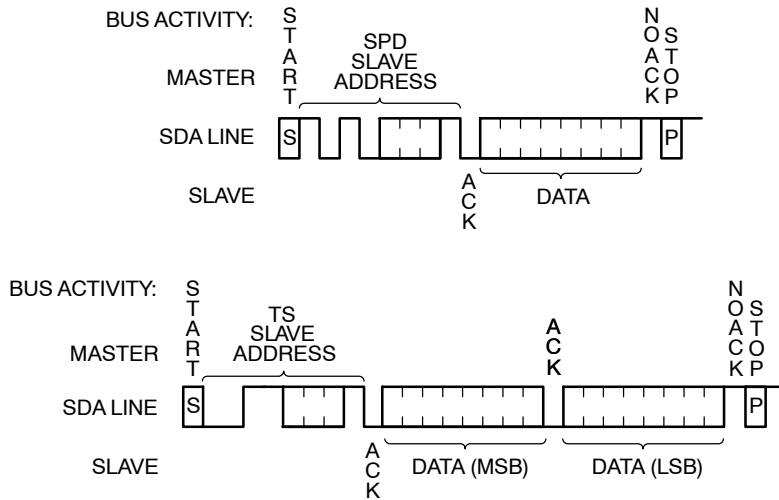 BUS ACTIVITY:
MASTER
SDA LINE
SLAVE
START
SPD
SLAVE
ADDRESS
NOACK
STOP
S
P
ACK
DATA
BUS ACTIVITY:
MASTER
SDA LINE
SLAVE
START
TS
SLAVE
ADDRESS
ACK
NOACK
STOP
S
P
ACK
DATA (MSB)
DATA (LSB)